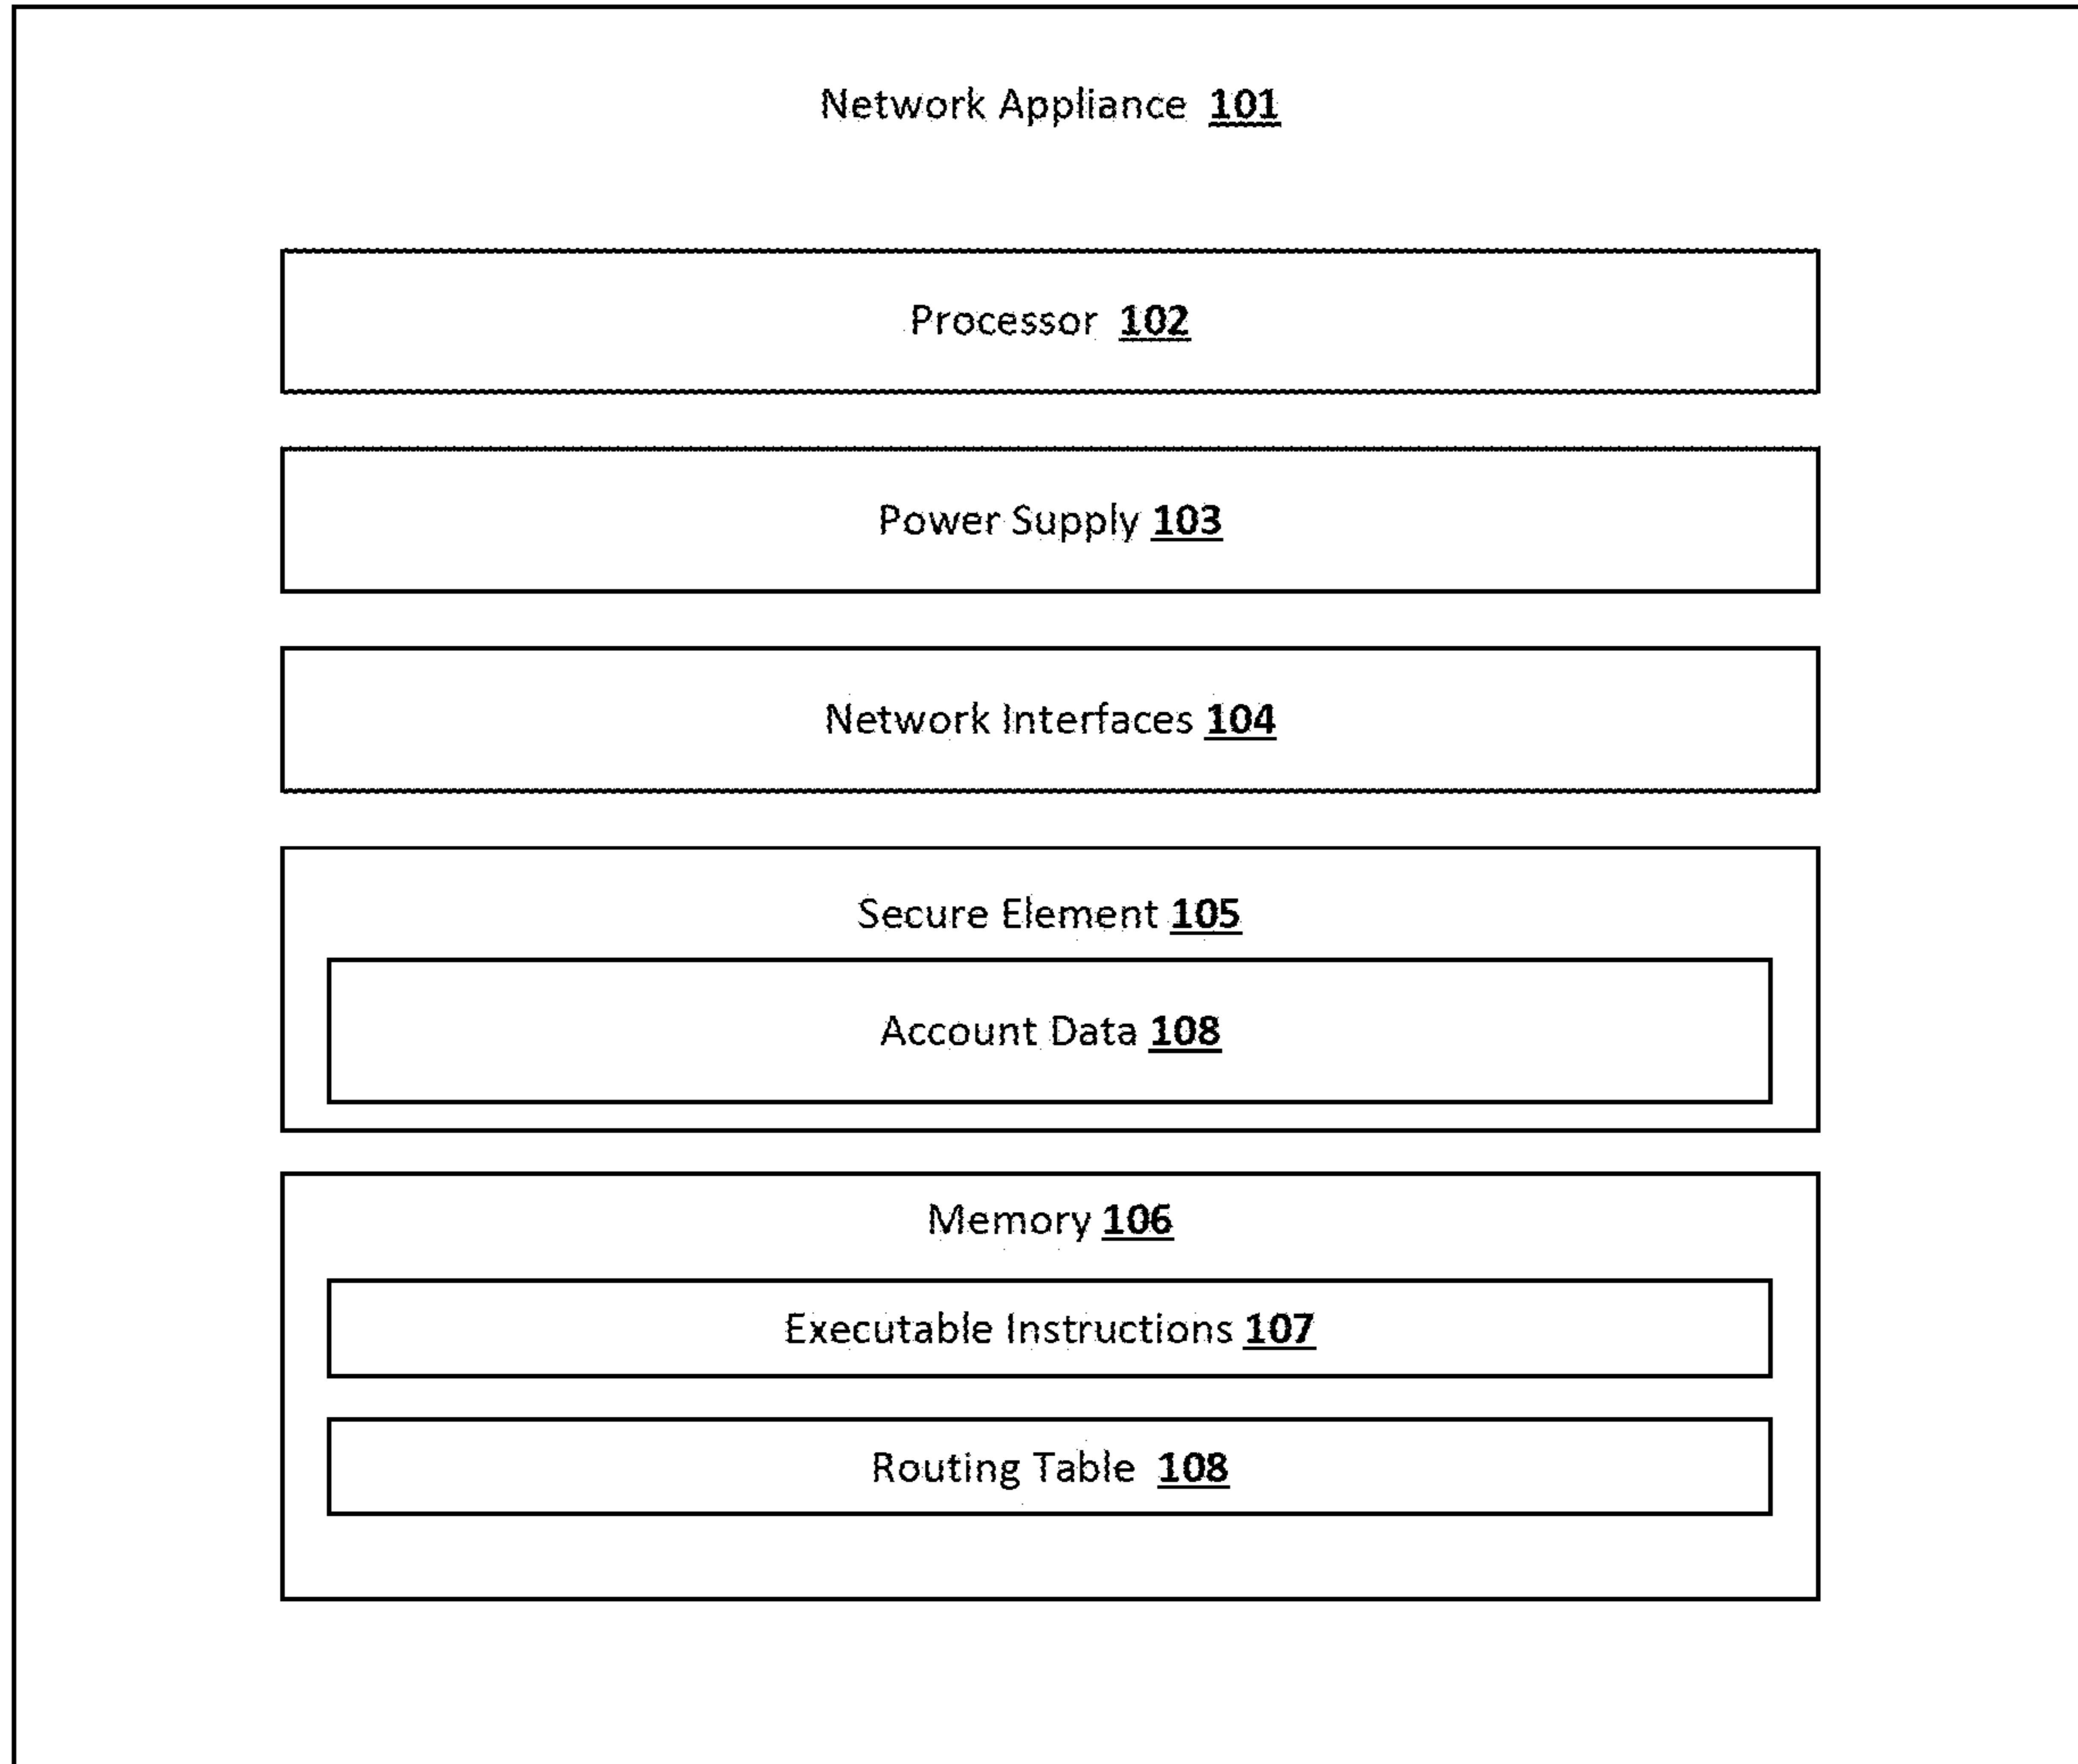 Network Appliance 101
Processor 102
Power Supply 103
Network Interfaces 104
Secure Element 105
Account Data 108
Memory 106
Executable Instructions 107
Routing Table 108